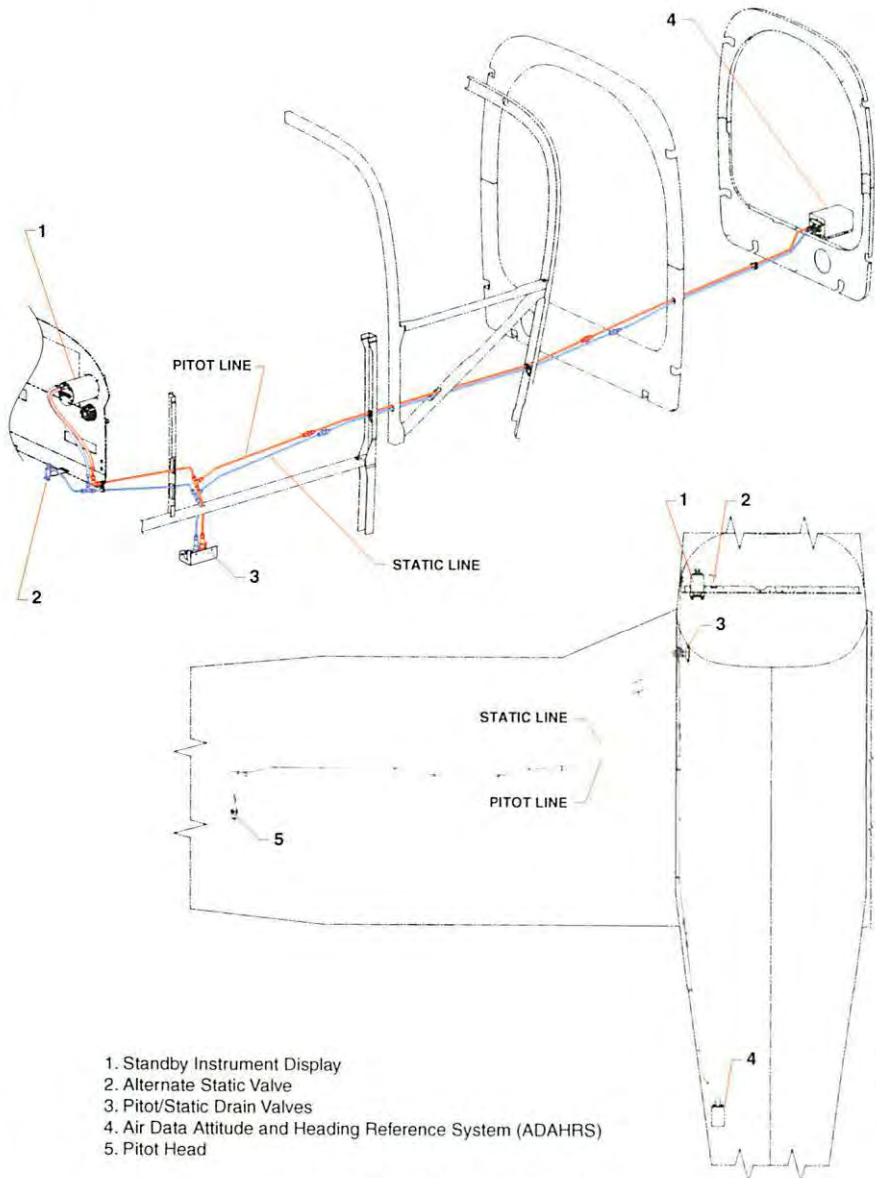 4
1
PITOT LINE
STATIC LINE
2
3
1
2
3
STATIC LINE
PITOT LINE
5
4
1. Standby Instrument Display
2. Alternate Static Valve
3. Pitot/Static Drain Valves
4. Air Data Attitude and Heading Reference System (ADAHRS)
5. Pitot Head